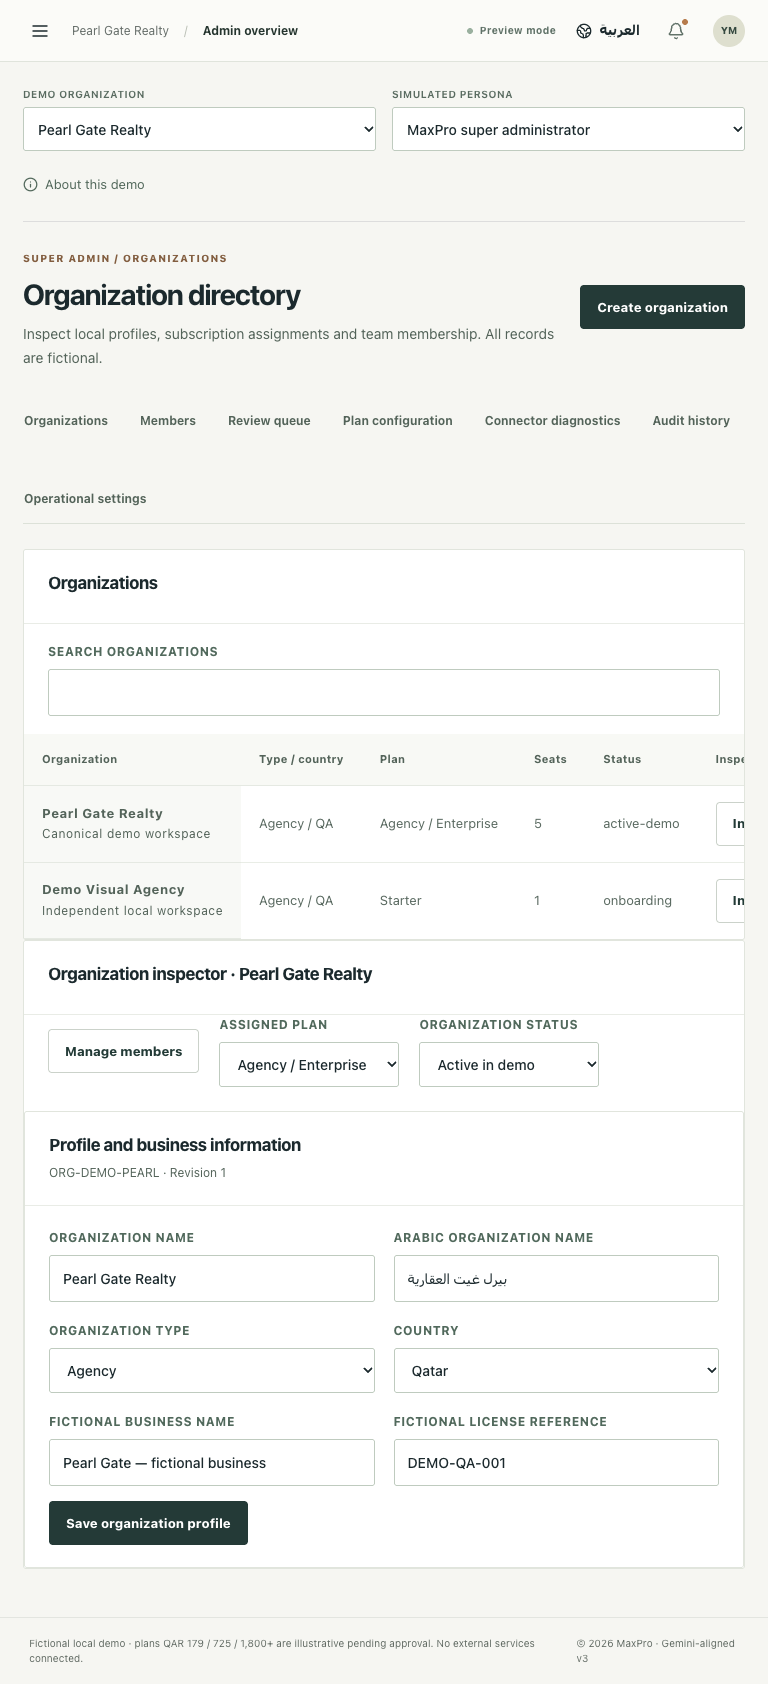 Pearl Gate Realty / Admin overview
Preview mode
العربية
YM
DEMO ORGANIZATION
SIMULATED PERSONA
Pearl Gate Realty
MaxPro super administrator
About this demo
SUPER ADMIN / ORGANIZATIONS
Organization directory
Create organization
Inspect local profiles, subscription assignments and team membership. All records
are fictional.
Organizations Members Review queue Plan configuration Connector diagnostics Audit history
Operational settings
Organizations
SEARCH ORGANIZATIONS
Organization Type / country Plan Seats Status Inspe
Pearl Gate Realty
Canonical demo workspace
Agency / QA Agency / Enterprise 5 active-demo In
Demo Visual Agency
Independent local workspace
Agency / QA Starter 1 onboarding In
Organization inspector · Pearl Gate Realty
Manage members
ASSIGNED PLAN
Agency / Enterprise
ORGANIZATION STATUS
Active in demo
Profile and business information
ORG-DEMO-PEARL · Revision 1
ORGANIZATION NAME
ARABIC ORGANIZATION NAME
Pearl Gate Realty
بيرل غيت العقارية
ORGANIZATION TYPE
COUNTRY
Agency
Qatar
FICTIONAL BUSINESS NAME
FICTIONAL LICENSE REFERENCE
Pearl Gate — fictional business
DEMO-QA-001
Save organization profile
Fictional local demo · plans QAR 179 / 725 / 1,800+ are illustrative pending approval. No external services
connected.
© 2026 MaxPro · Gemini-aligned
v3